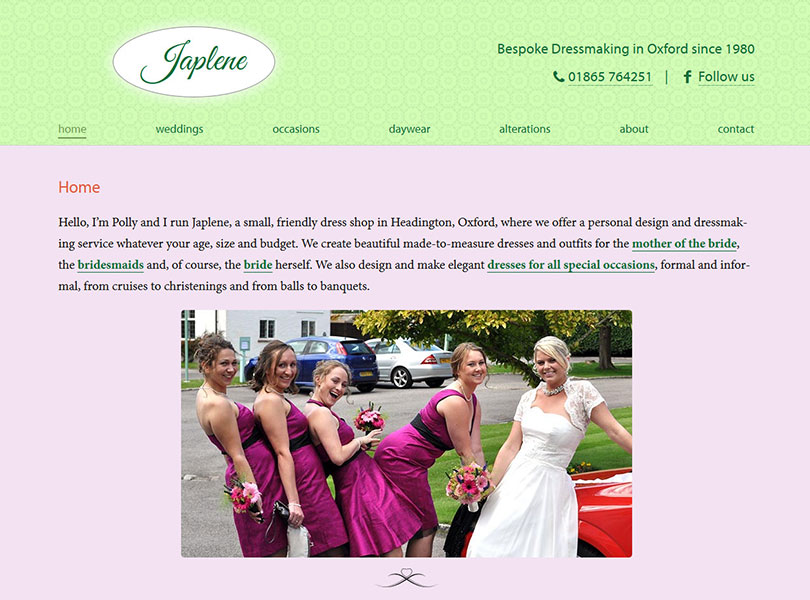 Japlene
Bespoke Dressmaking in Oxford since 1980
01865 764251 | Follow us
home weddings occasions daywear alterations about contact
Home
Hello, I'm Polly and I run Japlene, a small, friendly dress shop in Headington, Oxford, where we offer a personal design and dressmak-
ing service whatever your age, size and budget. We create beautiful made-to-measure dresses and outfits for the mother of the bride,
the bridesmaids and, of course, the bride herself. We also design and make elegant dresses for all special occasions, formal and infor-
mal, from cruises to christenings and from balls to banquets.